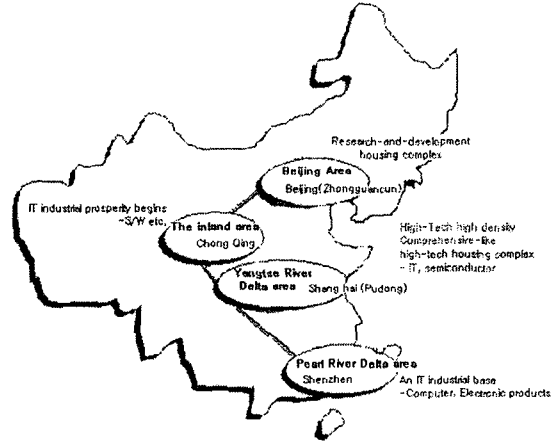 Research-and-development
housing complex
Beijing Area
Beijing(Zhongguancun)
IT industrial prosperity begins
-S/W etc.
The inland area
Chong Qing
High-Tech high density
Comprehensive-like
high-tech housing complex
- IT, semiconductor
Yangtse River
Delta area
Shang hai (Pudong)
Pearl River Delta area
Shenzhen
An IT industrial base
-Computer, Electronic products